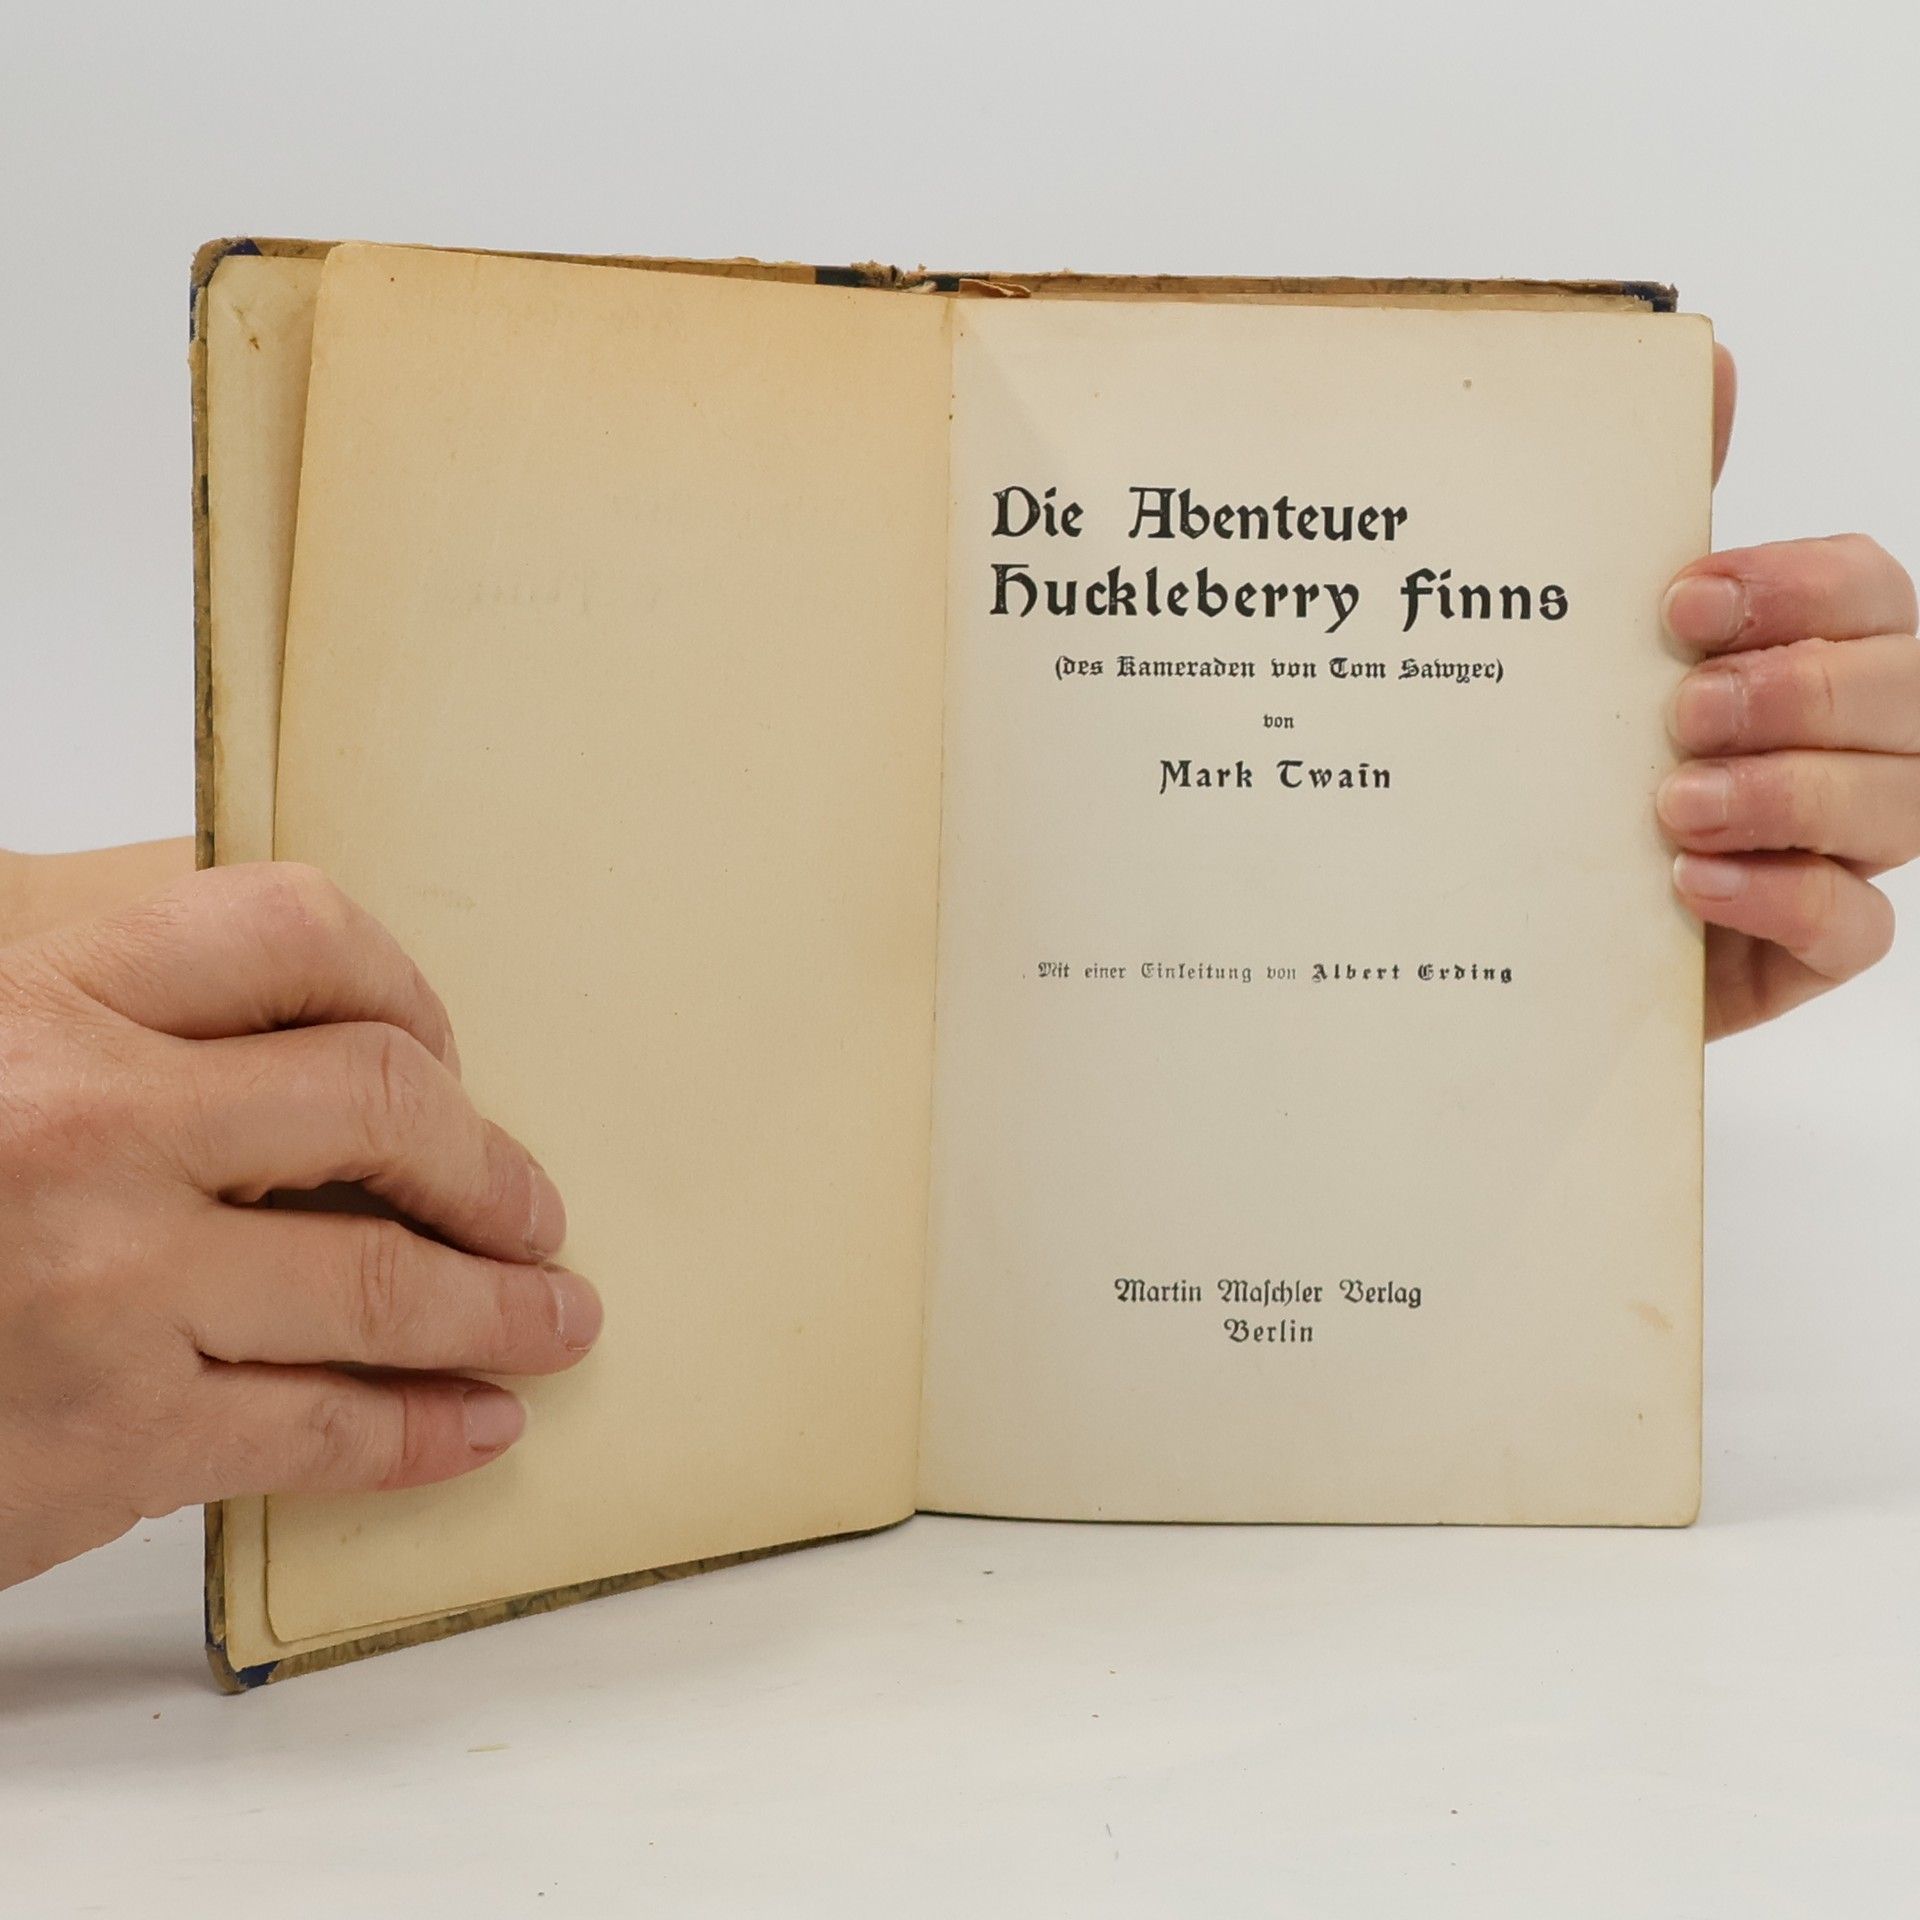 Die Abenteuer
Huckleberry Finns
(des Kameraden von Tom Sawyer)
von
Mark Twain
Mit einer Einleitung von Albert Erding
Martin Maſchler Verlag
Berlin